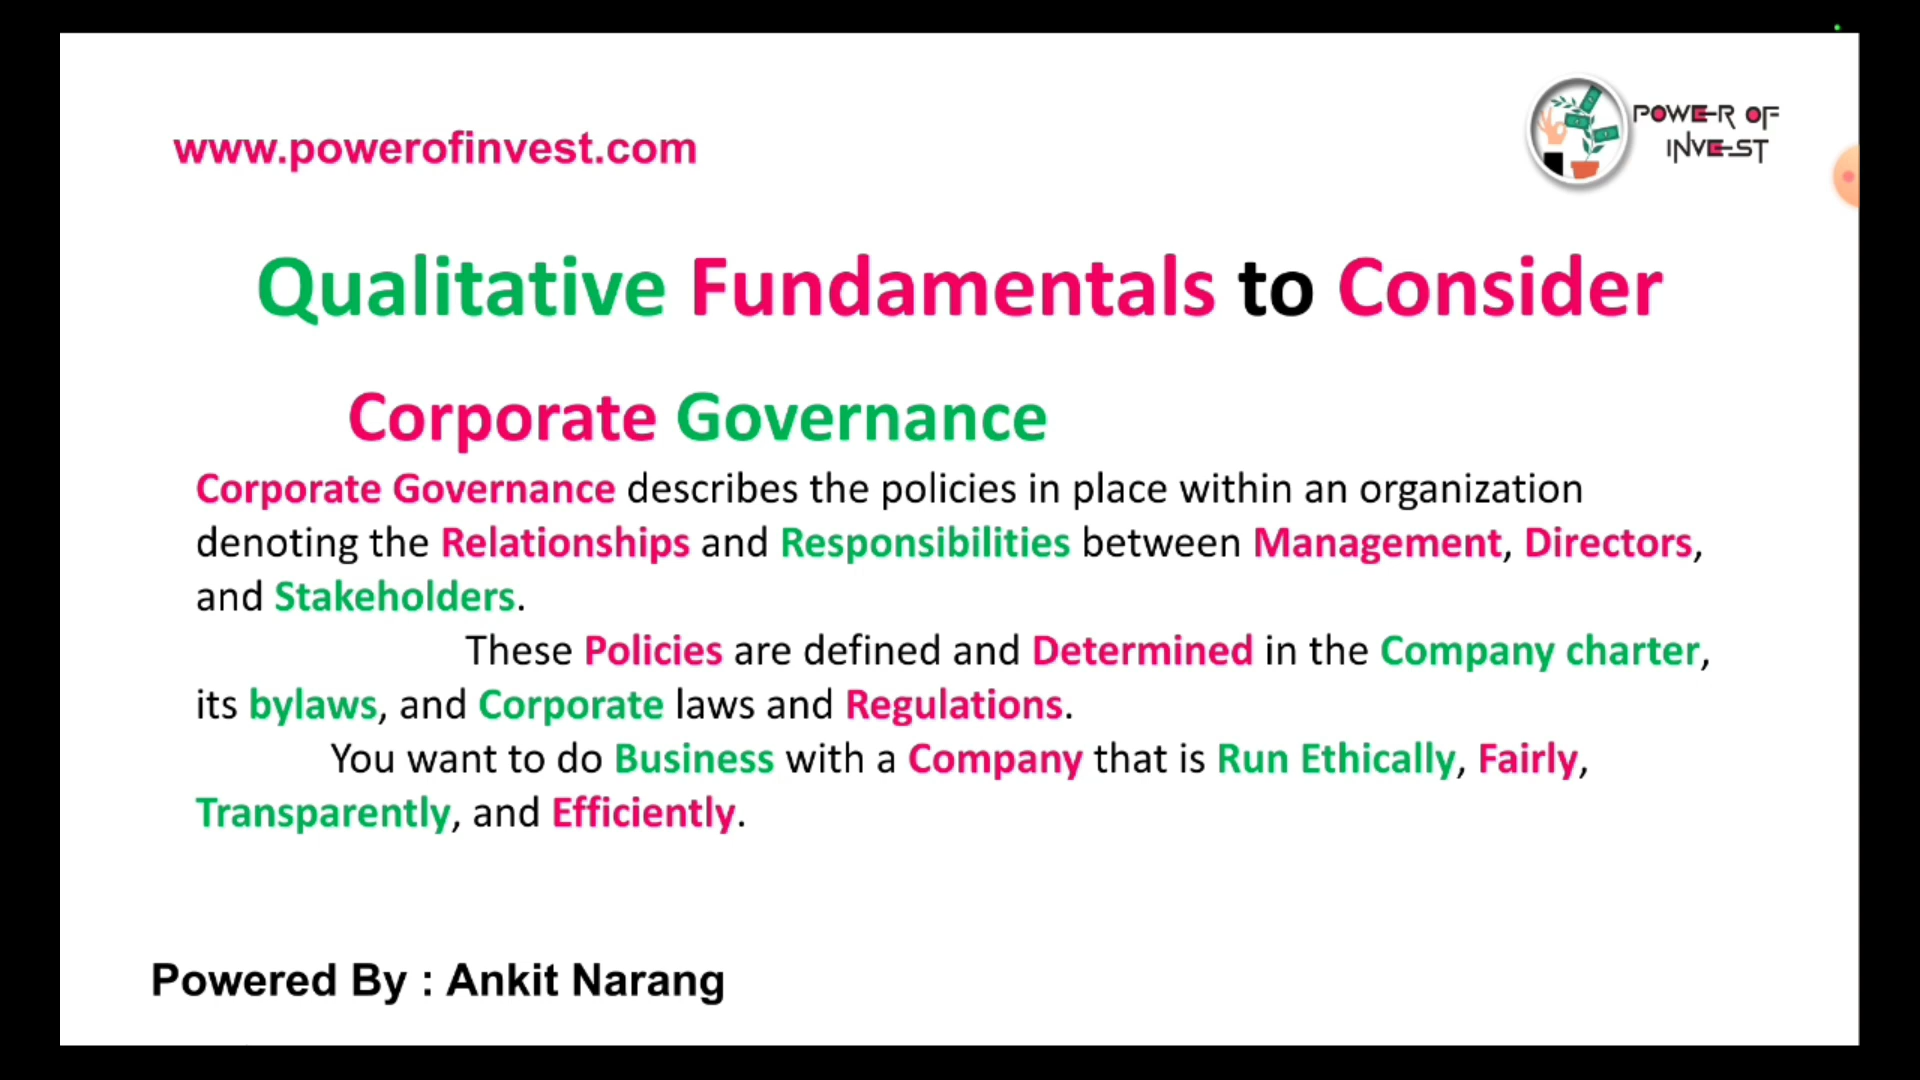 www.powerofinvest.com
POWER OF
INVEST
Qualitative Fundamentals to Consider
Corporate Governance
Corporate Governance describes the policies in place within an organization
denoting the Relationships and Responsibilities between Management, Directors,
and Stakeholders.
These Policies are defined and Determined in the Company charter,
its bylaws, and Corporate laws and Regulations.
You want to do Business with a Company that is Run Ethically, Fairly,
Transparently, and Efficiently.
Powered By : Ankit Narang